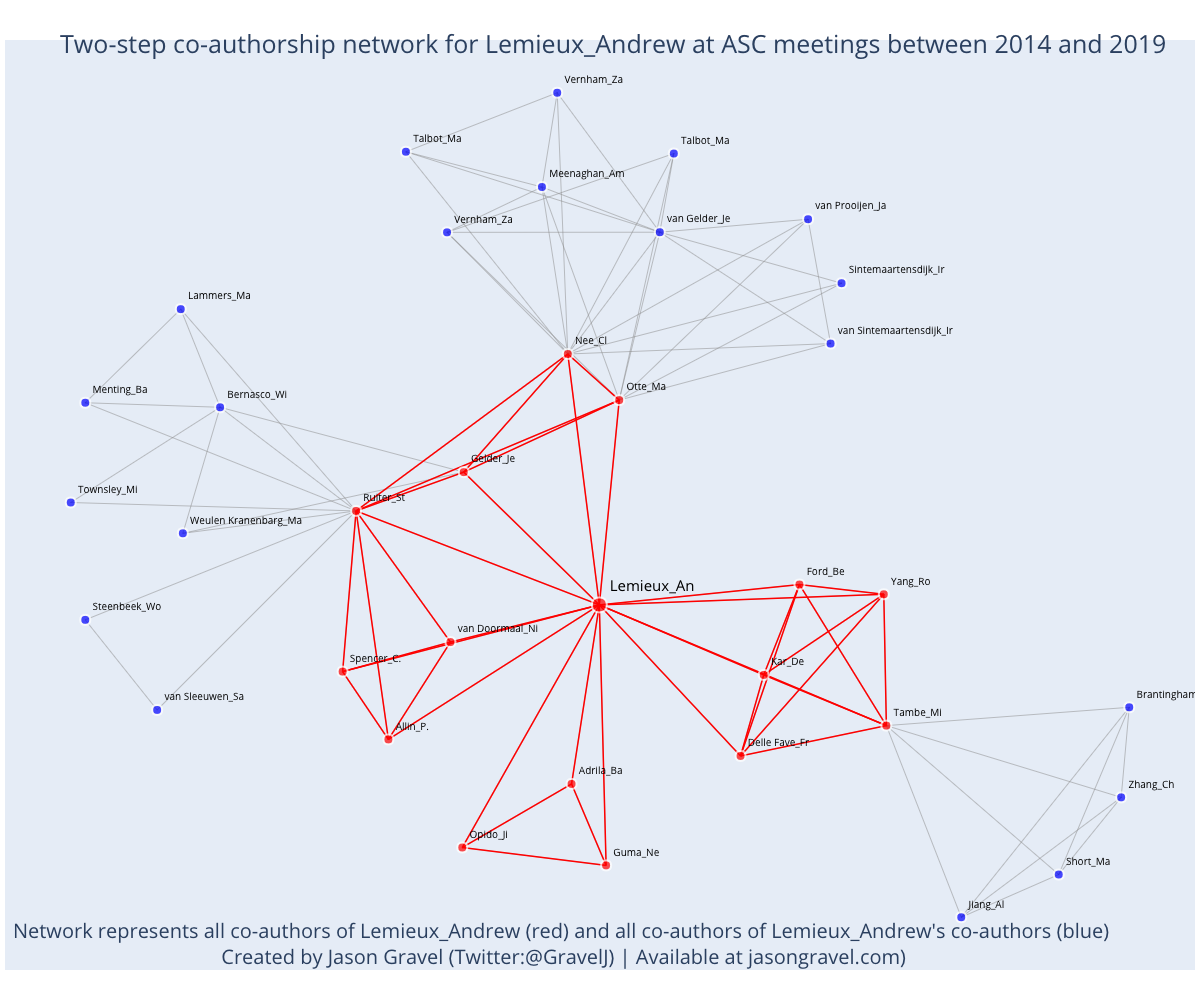 Two-step co-authorship network for Lemieux_Andrew at ASC meetings between 2014 and 2019
Vernham_Za
Talbot_Ma
Talbot_Ma
Meenaghan_Am
van Prooijen_Ja
Vernham_Za
van Gelder_Je
Sintemaartensdijk_Ir
Lammers_Ma
van Sintemaartensdijk_Ir
Nee_Cl
Otte_Ma
Menting_Ba
Bernasco_Wi
Gelder_Je
Townsley_Mi
Ruiter_St
Weulen Kranenbarg_Ma
Ford_Be
Yang_Ro
Lemieux_An
Steenbeek_Wo
van Doormaal_Ni
Spencer_C.
Kar_De
van Sleeuwen_Sa
Brantingham
Tambe_Mi
Allin_P.
Delle Fave_Fr
Adrila_Ba
Zhang_Ch
Opido_Ji
Guma_Ne
Short_Ma
Jiang_Al
Network represents all co-authors of Lemieux_Andrew (red) and all co-authors of Lemieux_Andrew's co-authors (blue)
Created by Jason Gravel (Twitter:@GravelJ) | Available at jasongravel.com)